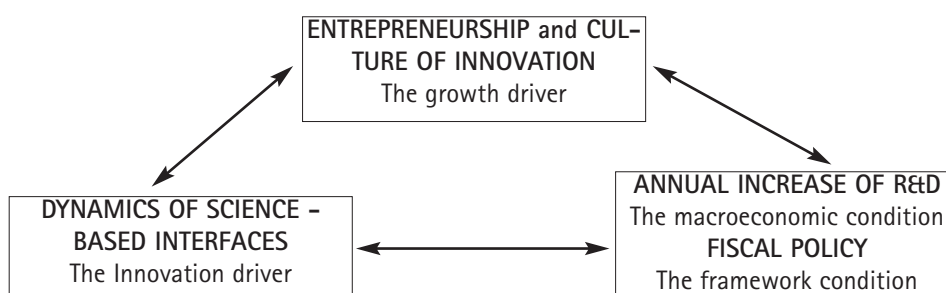 ENTREPRENEURSHIP and CUL-
TURE OF INNOVATION
The growth driver
DYNAMICS OF SCIENCE -
BASED INTERFACES
The Innovation driver
ANNUAL INCREASE OF R&D
The macroeconomic condition
FISCAL POLICY
The framework condition